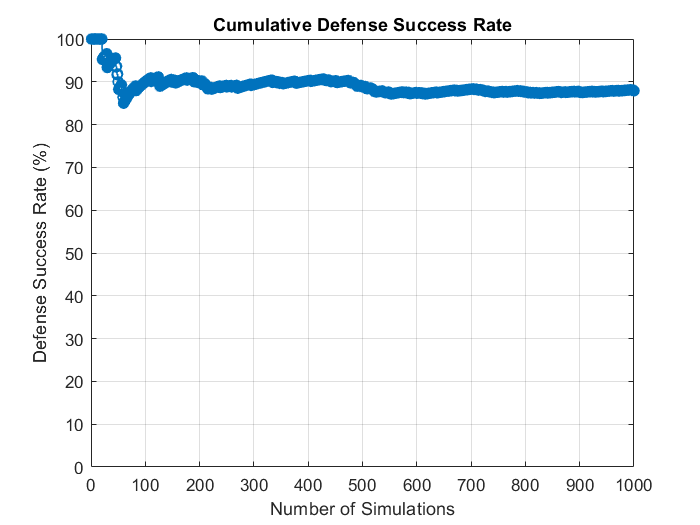 Cumulative Defense Success Rate
100
90
80
70
60
50
40
30
20
10
0
Defense Success Rate (%)
0 100 200 300 400 500 600 700 800 900 1000
Number of Simulations